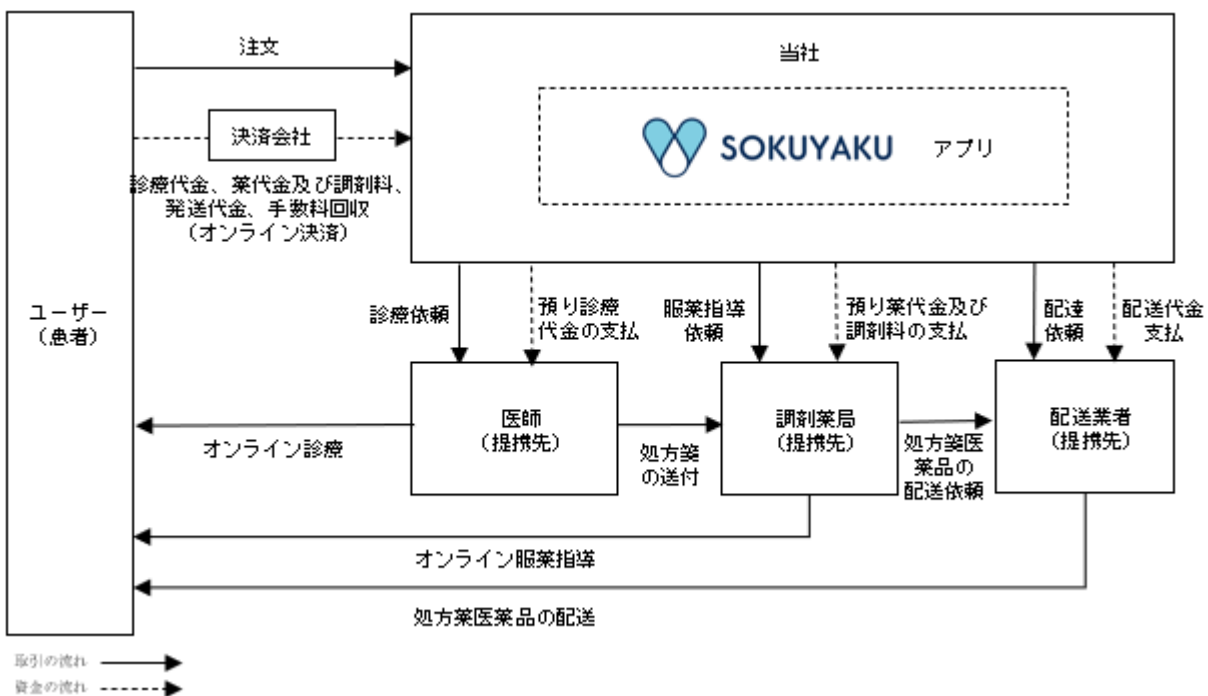 注文
当社
決済会社
SOKUYAKU アプリ
診療代金、薬代金及び調剤料、
発送代金、手数料回収
(オンライン決済)
ユーザー
(患者)
診療依頼
預り診療
代金の支払
服薬指導
依頼
預り薬代金及び
調剤料の支払
配達
依頼
配送代金
支払
医師
(提携先)
調剤薬局
(提携先)
配送業者
(提携先)
オンライン診療
処方箋
の送付
処方箋医
薬品の
配送依頼
オンライン服薬指導
処方薬医薬品の配送
取引の流れ
資金の流れ